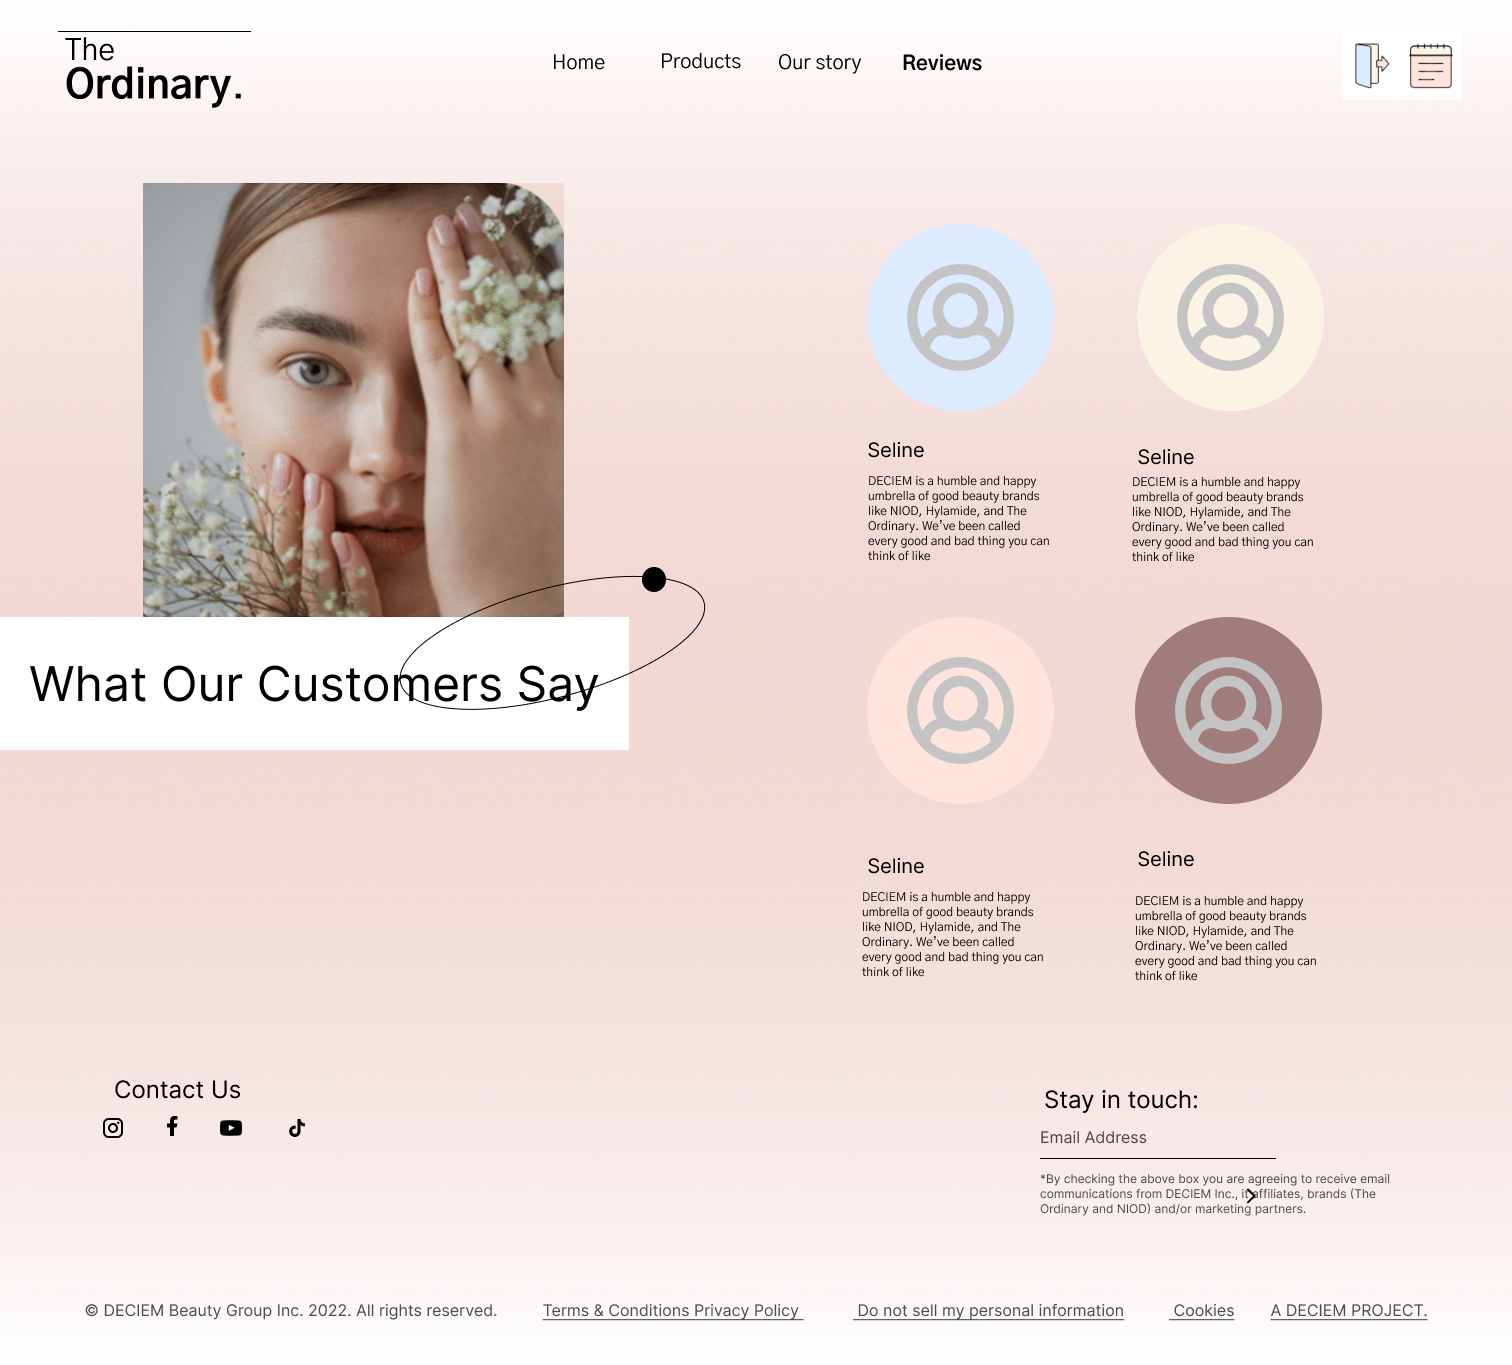 The
Ordinary.
Home
Products
Our story
Reviews
What Our Customers Say
Seline
DECIEM is a humble and happy
umbrella of good beauty brands
like NIOD, Hylamide, and The
Ordinary. We’ve been called
every good and bad thing you can
think of like
Seline
DECIEM is a humble and happy
umbrella of good beauty brands
like NIOD, Hylamide, and The
Ordinary. We’ve been called
every good and bad thing you can
think of like
Seline
DECIEM is a humble and happy
umbrella of good beauty brands
like NIOD, Hylamide, and The
Ordinary. We’ve been called
every good and bad thing you can
think of like
Seline
DECIEM is a humble and happy
umbrella of good beauty brands
like NIOD, Hylamide, and The
Ordinary. We’ve been called
every good and bad thing you can
think of like
Contact Us
Stay in touch:
Email Address
*By checking the above box you are agreeing to receive email
communications from DECIEM Inc., affiliates, brands (The
Ordinary and NIOD) and/or marketing partners.
© DECIEM Beauty Group Inc. 2022. All rights reserved.
Terms & Conditions Privacy Policy
Do not sell my personal information
Cookies
A DECIEM PROJECT.